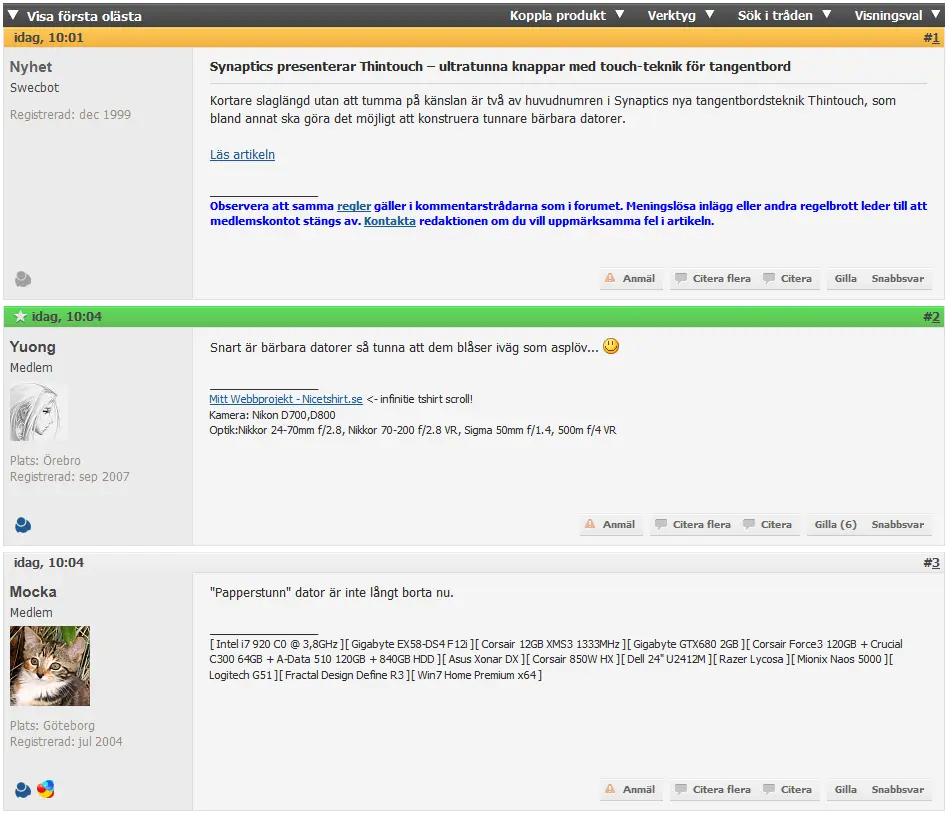 Visa första olästa Koppla produkt Verktyg Sök i tråden Visningsval
idag, 10:01 #1
Nyhet
Swecbot
Registrerad: dec 1999
Synaptics presenterar Thintouch – ultratunna knappar med touch-teknik för tangentbord
Kortare slaglängd utan att tumma på känslan är två av huvudnumren i Synaptics nya tangentbordsteknik Thintouch, som
bland annat ska göra det möjligt att konstruera tunnare bärbara datorer.
Läs artikeln
Observera att samma regler gäller i kommentarstrådarna som i forumet. Meningslösa inlägg eller andra regelbrott leder till att
medlemskontot stängs av. Kontakta redaktionen om du vill uppmärksamma fel i artikeln.
Anmäl Citera flera Citera Gilla Snabbsvar
idag, 10:04 #2
Yuong
Medlem
Plats: Örebro
Registrerad: sep 2007
Snart är bärbara datorer så tunna att dem blåser iväg som asplöv...
Mitt Webbprojekt - Nicetshirt.se <- infinitie tshirt scroll!
Kamera: Nikon D700,D800
Optik:Nikkor 24-70mm f/2.8, Nikkor 70-200 f/2.8 VR, Sigma 50mm f/1.4, 500m f/4 VR
Anmäl Citera flera Citera Gilla (6) Snabbsvar
idag, 10:04 #3
Mocka
Medlem
Plats: Göteborg
Registrerad: jul 2004
"Papperstunn" dator är inte långt borta nu.
[ Intel i7 920 C0 @ 3,8GHz ][ Gigabyte EX58-DS4 F12i ][ Corsair 12GB XMS3 1333MHz ][ Gigabyte GTX680 2GB ][ Corsair Force3 120GB + Crucial
C300 64GB + A-Data 510 120GB + 840GB HDD ][ Asus Xonar DX ][ Corsair 850W HX ][ Dell 24" U2412M ][ Razer Lycosa ][ Mionix Naos 5000 ][
Logitech G51 ][ Fractal Design Define R3 ][ Win7 Home Premium x64 ]
Anmäl Citera flera Citera Gilla Snabbsvar